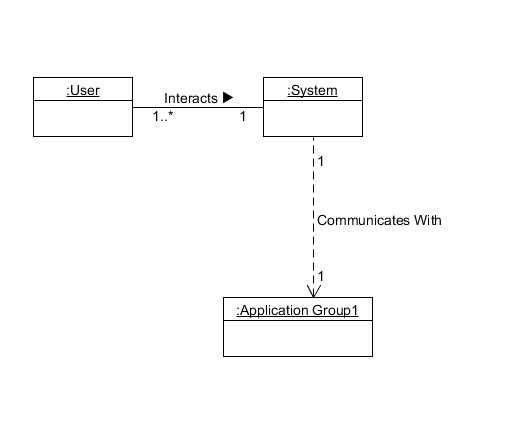 :User
Interacts ▶
:System
1..*
1
1
Communicates With
1
:Application Group1